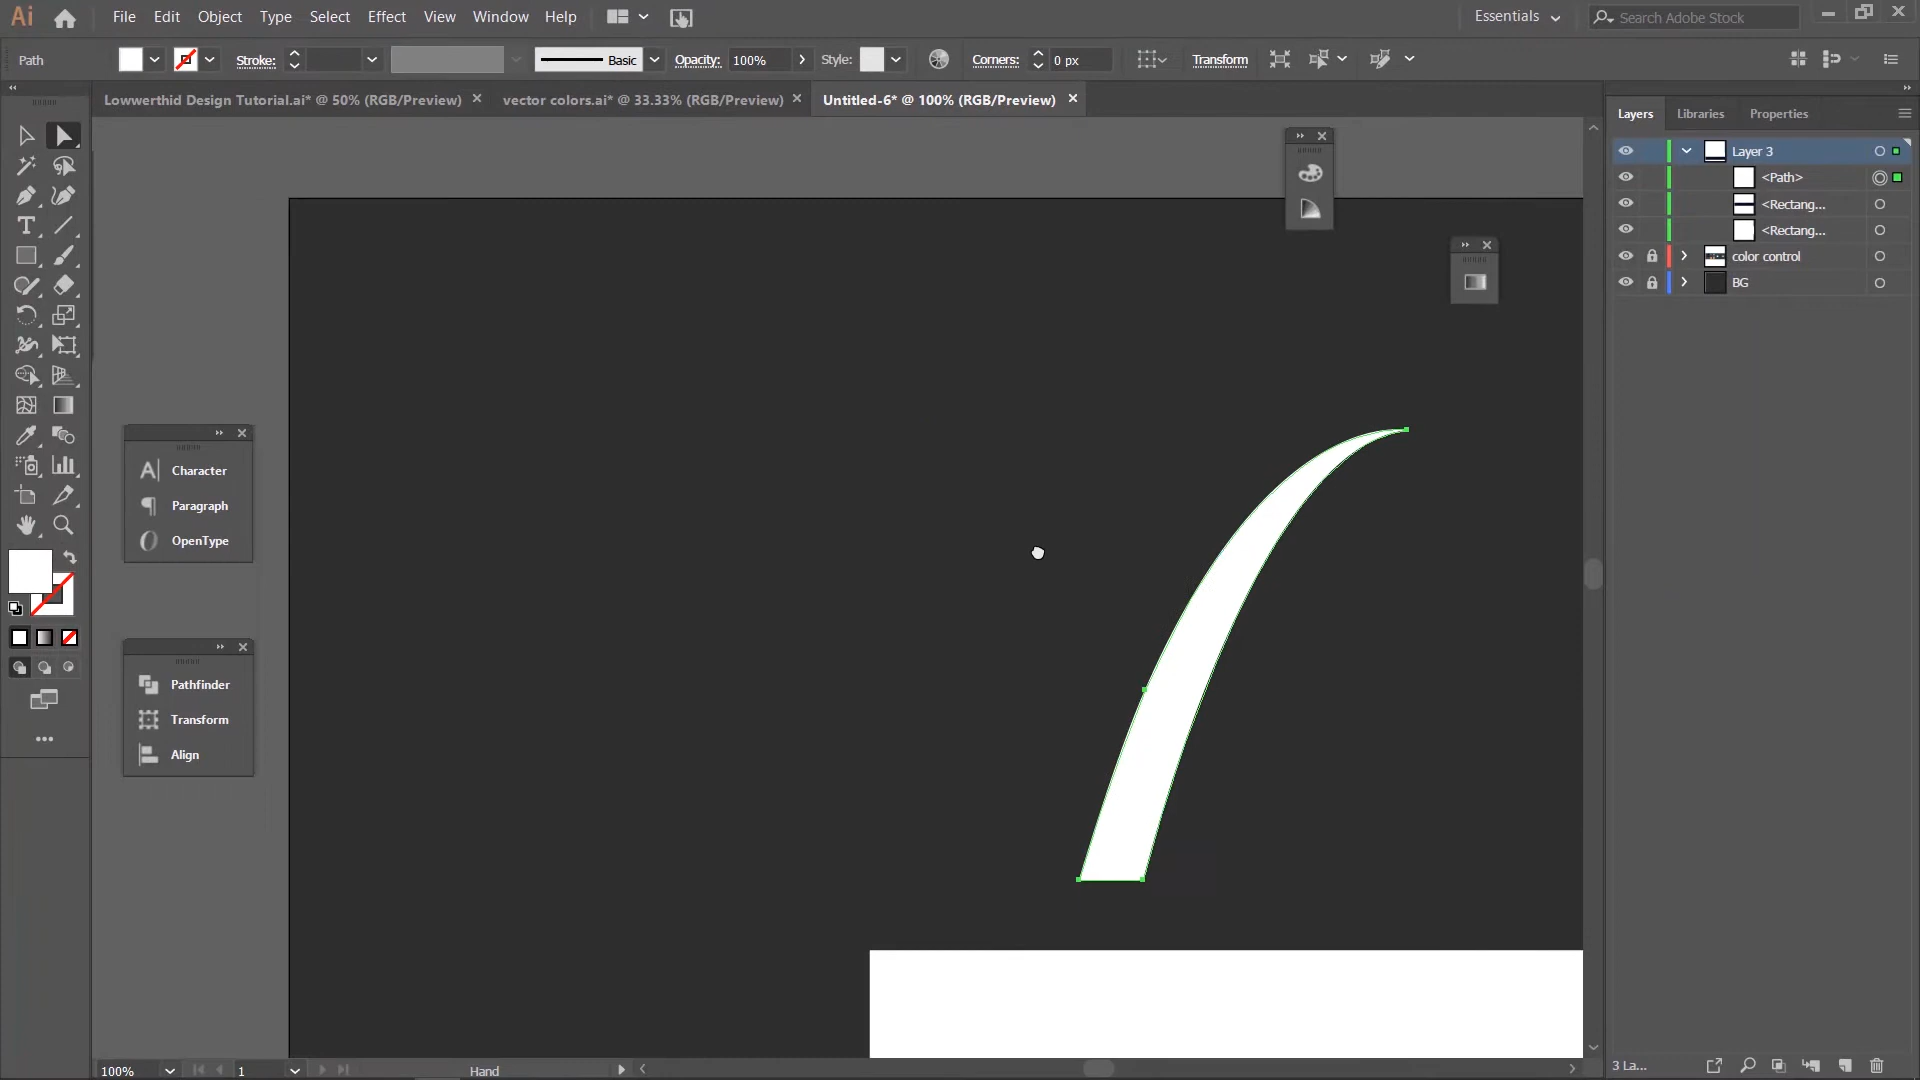 Ai File Edit Object Type Select Effect View Window Help Essentials Search Adobe Stock
Path Stroke: Basic Opacity: 100% Style: Corners: 0 px Transform
Lowwerthid Design Tutorial.ai* @ 50% (RGB/Preview) vector colors.ai* @ 33.33% (RGB/Preview) Untitled-6* @ 100% (RGB/Preview)
Layers Libraries Properties
Layer 3
<Path>
<Rectang...
<Rectang...
color control
BG
Character
Paragraph
OpenType
Pathfinder
Transform
Align
100% 1 Hand 3 La...